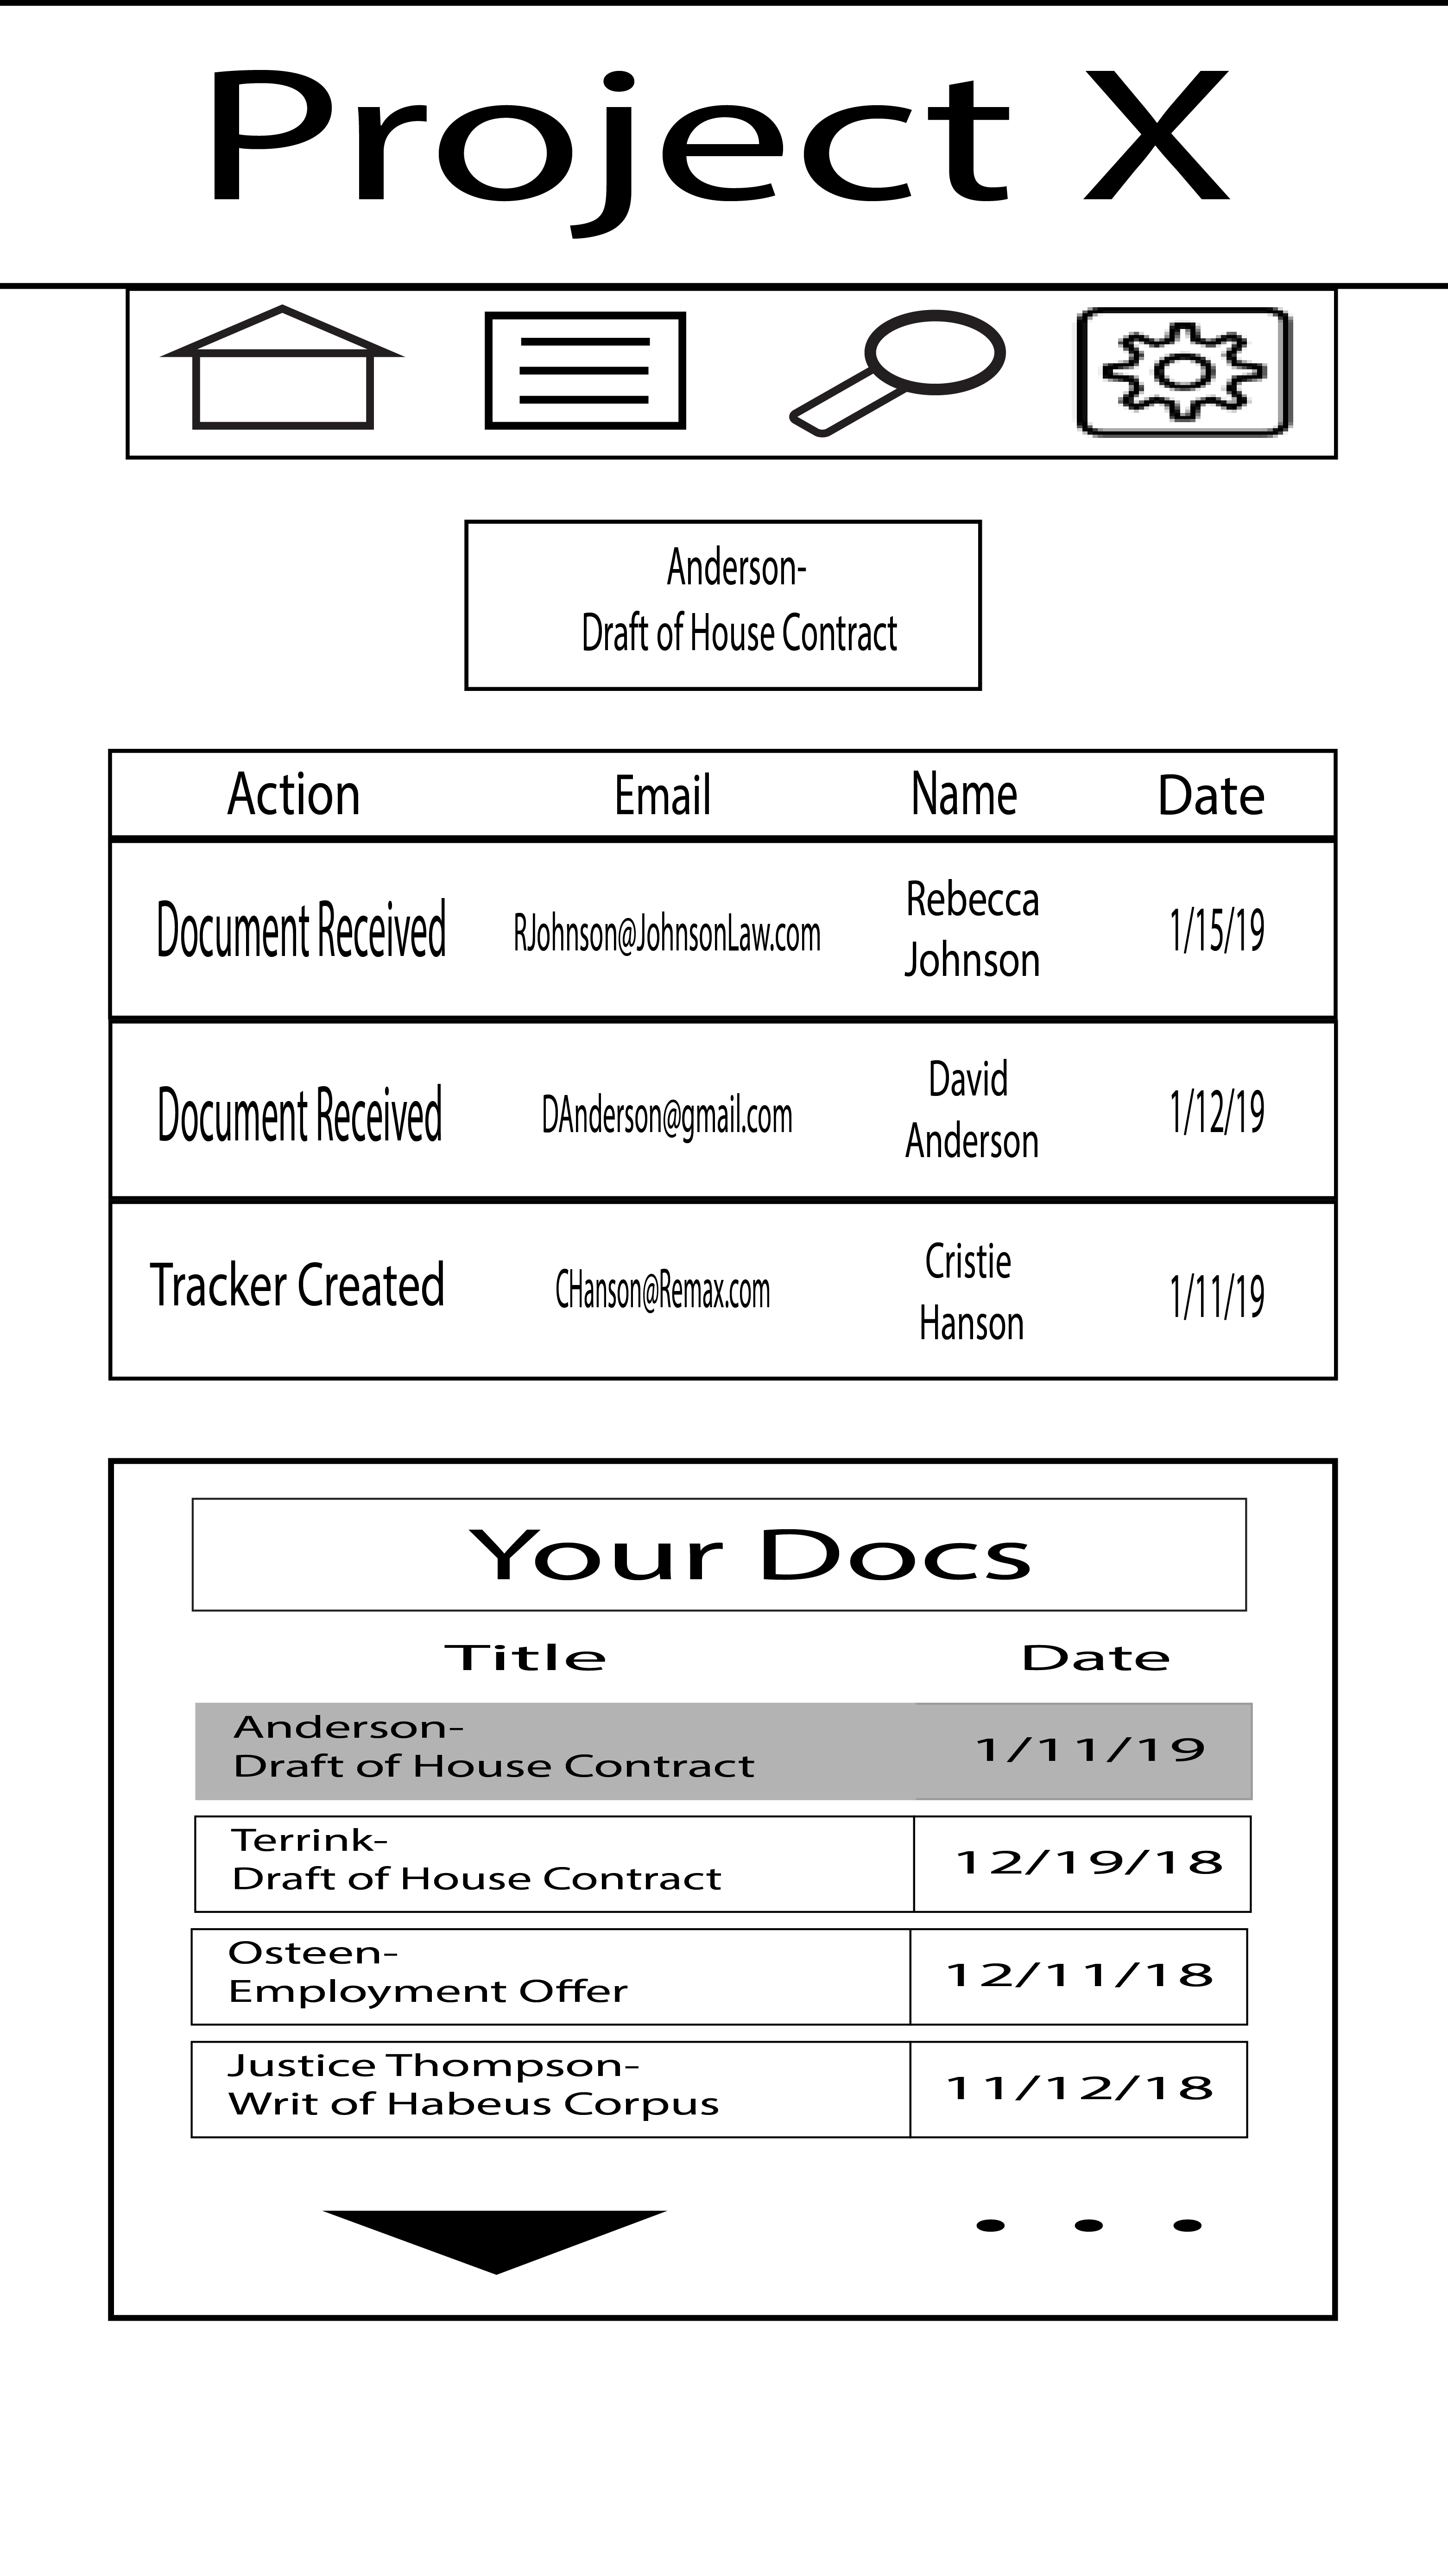 Project X
Anderson-
Draft of House Contract
Action Email Name Date
Document Received RJohnson@JohnsonLaw.com Rebecca Johnson 1/15/19
Document Received DAnderson@gmail.com David Anderson 1/12/19
Tracker Created CHanson@Remax.com Cristie Hanson 1/11/19
Your Docs
Title Date
Anderson-
Draft of House Contract 1/11/19
Terrink-
Draft of House Contract 12/19/18
Osteen-
Employment Offer 12/11/18
Justice Thompson-
Writ of Habeus Corpus 11/12/18